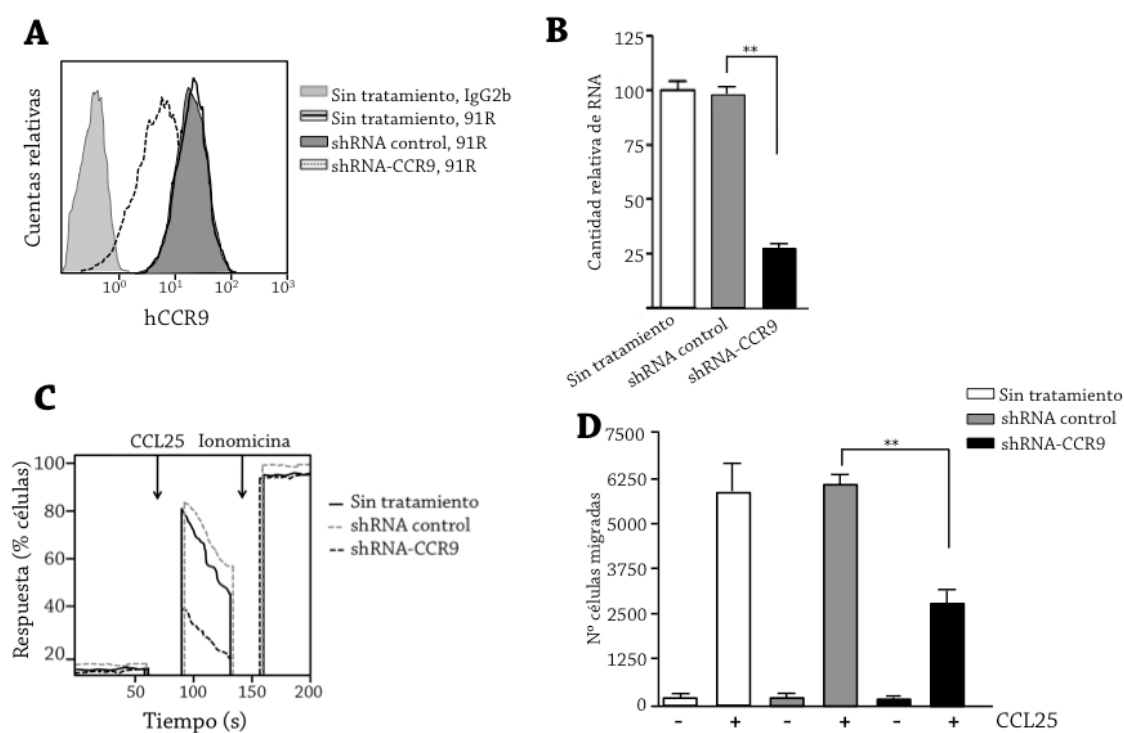 A
Cuentas relativas
10⁰ 10¹ 10² 10³
hCCR9
Sin tratamiento, IgG2b
Sin tratamiento, 91R
shRNA control, 91R
shRNA-CCR9, 91R
B
Cantidad relativa de RNA
125
100
75
50
25
**
Sin tratamiento
shRNA control
shRNA-CCR9
C
CCL25 Ionomicina
Respuesta (% células)
100
80
60
40
20
50 100 150 200
Tiempo (s)
Sin tratamiento
shRNA control
shRNA-CCR9
D
Sin tratamiento
shRNA control
shRNA-CCR9
Nº células migradas
7500
6250
5000
3750
2500
1250
0
**
- + - + - + CCL25